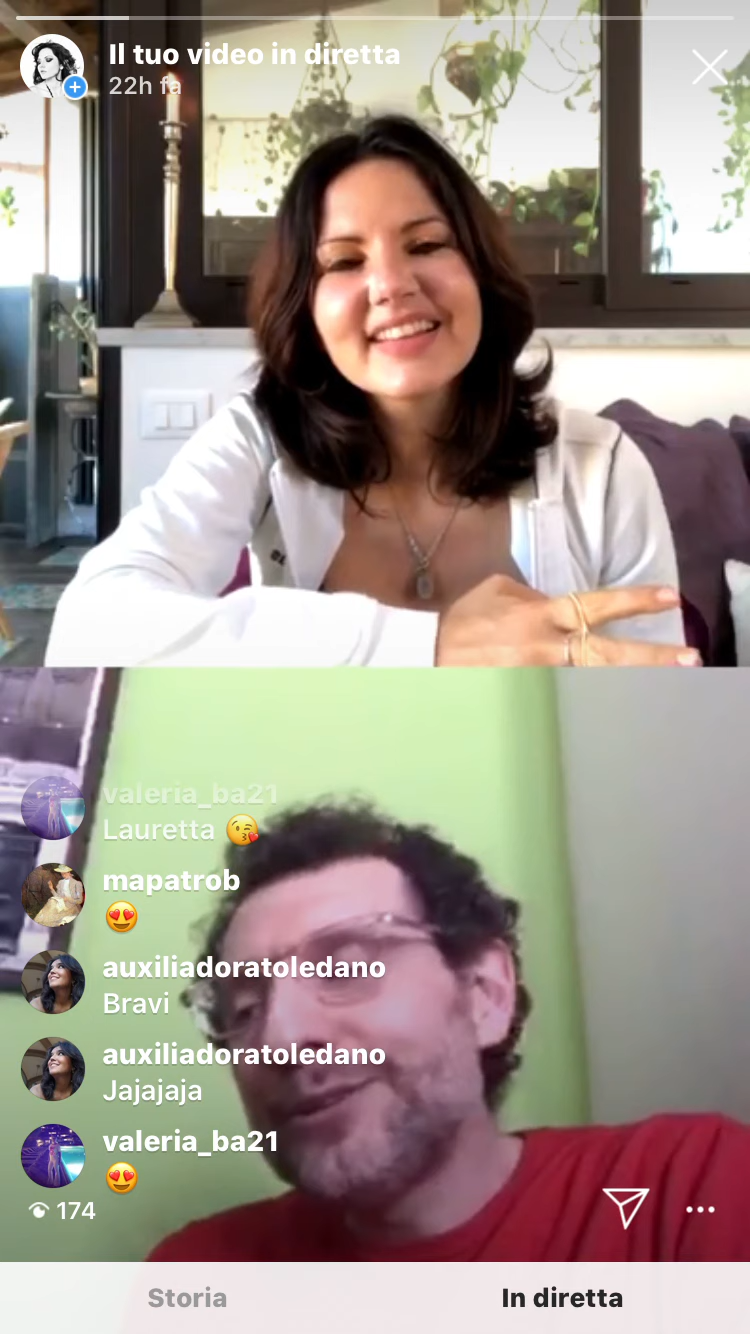 Il tuo video in diretta
22h fa
valeria_ba21
Lauretta 😘
mapatrob
😍
auxiliadoratoledano
Bravi
auxiliadoratoledano
Jajajaja
valeria_ba21
😍
174
Storia
In diretta